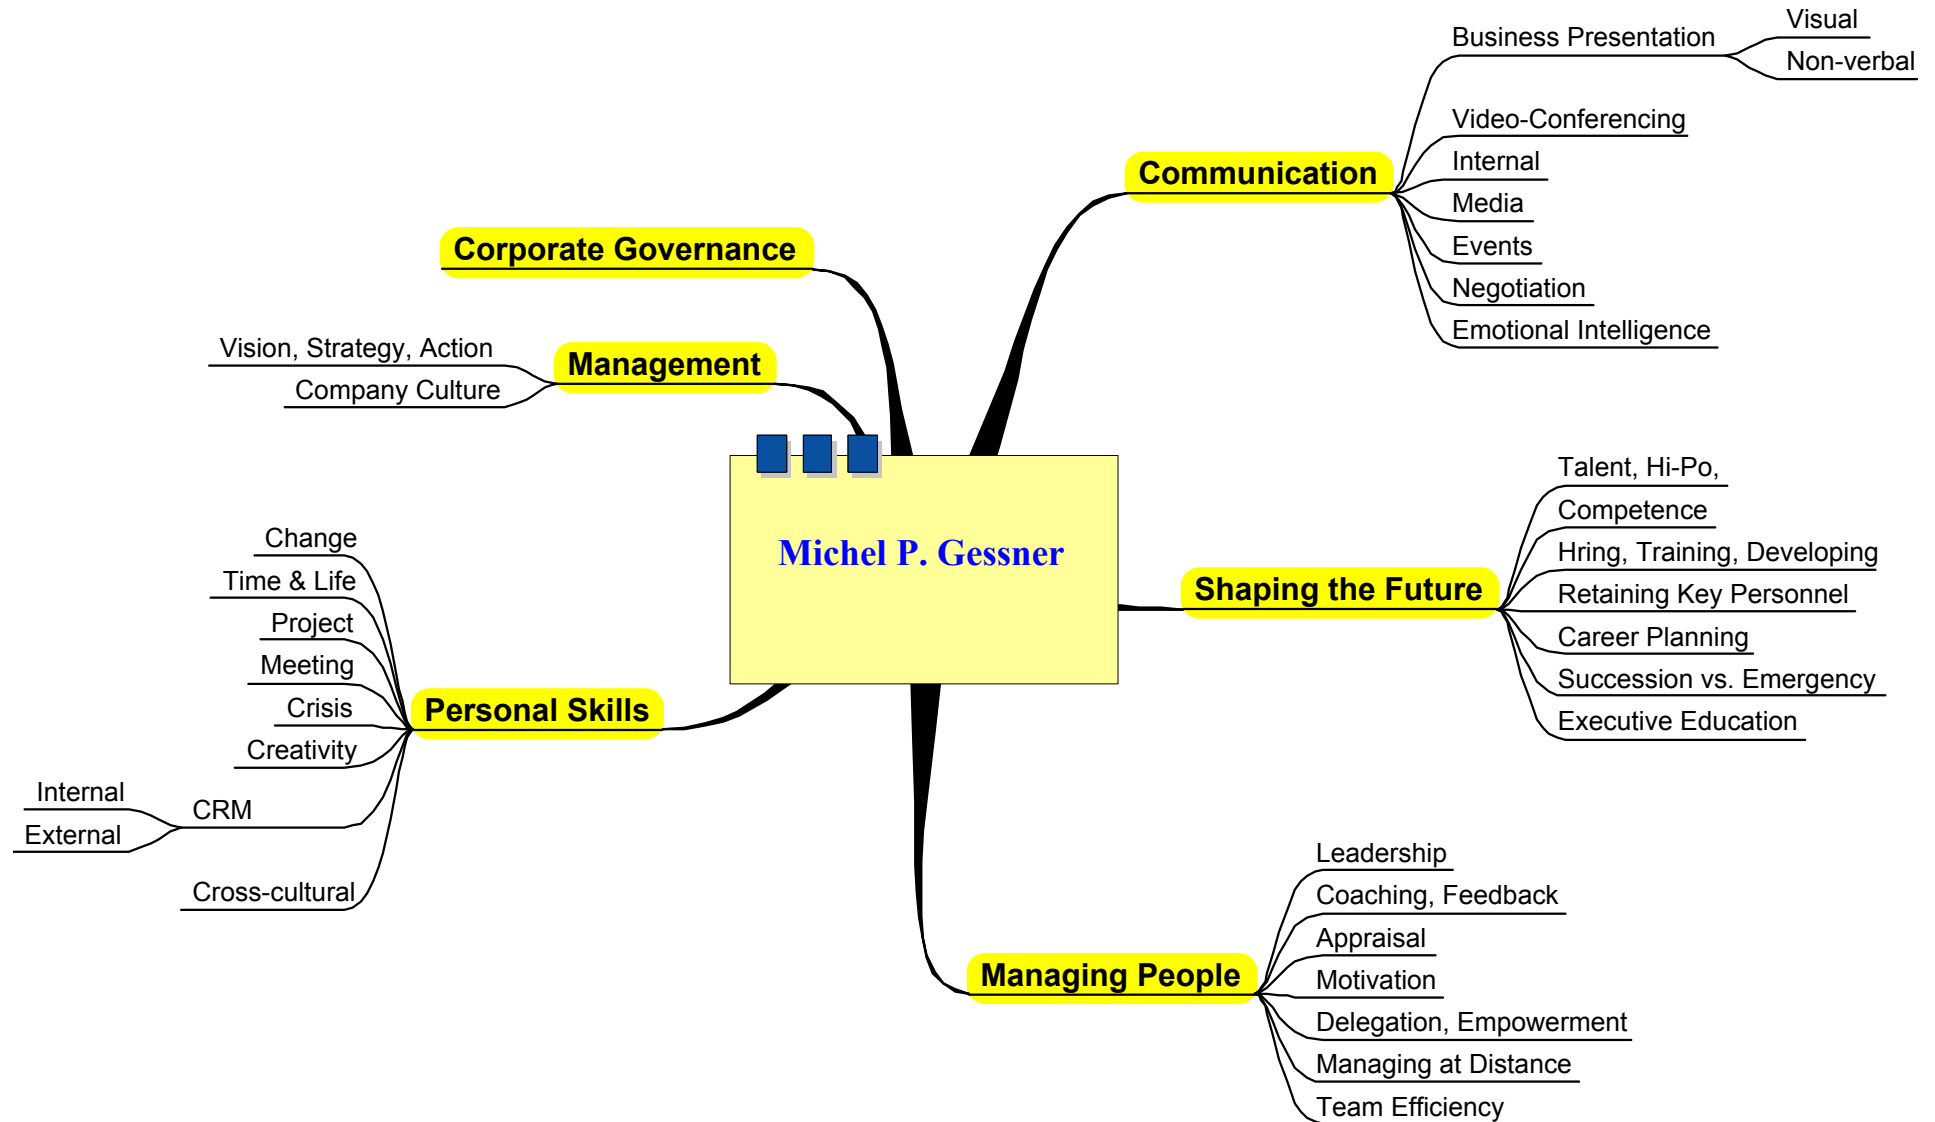 Michel P. Gessner
Communication
Business Presentation
Visual
Non-verbal
Video-Conferencing
Internal
Media
Events
Negotiation
Emotional Intelligence
Shaping the Future
Talent, Hi-Po,
Competence
Hring, Training, Developing
Retaining Key Personnel
Career Planning
Succession vs. Emergency
Executive Education
Managing People
Leadership
Coaching, Feedback
Appraisal
Motivation
Delegation, Empowerment
Managing at Distance
Team Efficiency
Personal Skills
Change
Time & Life
Project
Meeting
Crisis
Creativity
CRM
Internal
External
Cross-cultural
Management
Vision, Strategy, Action
Company Culture
Corporate Governance